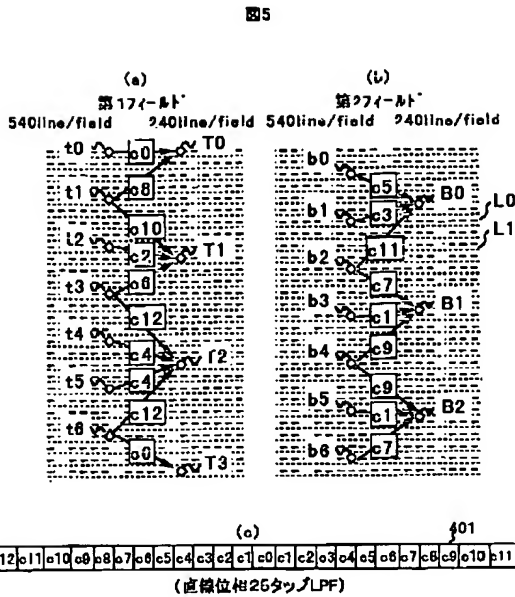 図5
(a)
第1フィールド
540line/field 240line/field
t0 c0 T0
t1 c8
c10
t2 c2 T1
t3 c6
c12
t4 c4 T2
t5 c4
c12
t6 c0 T3
(b)
第2フィールド
540line/field 240line/field
b0 c5 B0
b1 c3 L0
c11 L1
b2 c7
b3 c1 B1
b4 c9
c9
b5 c1 B2
b6 c7
(c) 401
12 c11 c10 c9 c8 c7 c6 c5 c4 c3 c2 c1 c0 c1 c2 c3 c4 c5 c6 c7 c8 c9 c10 c11
(直線位相25タップLPF)